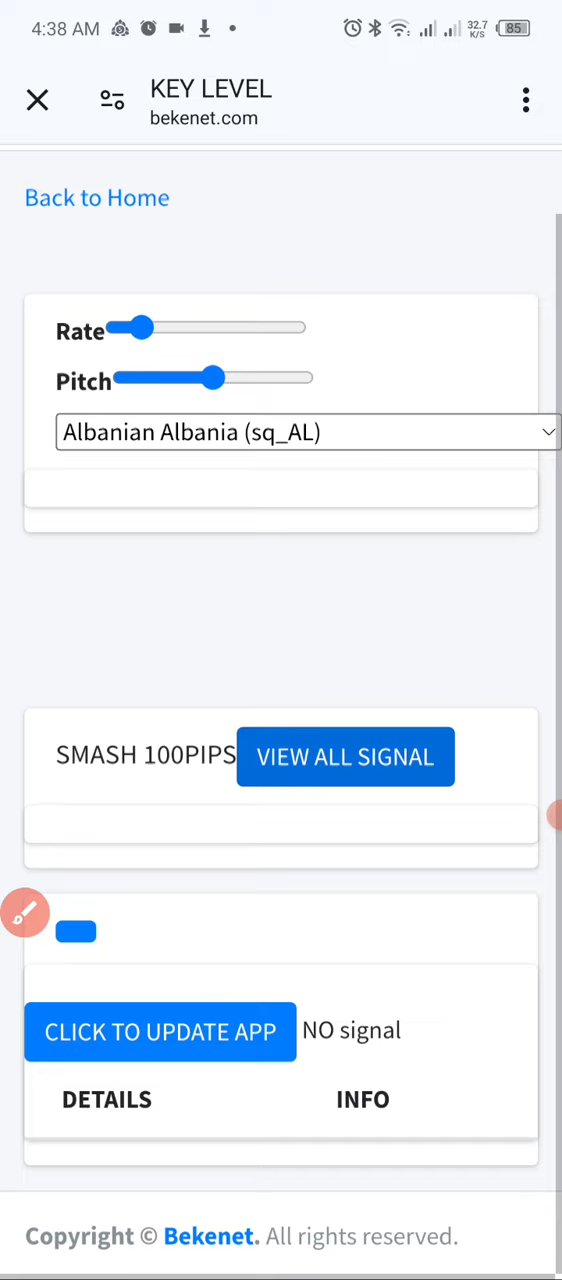 4:38 AM 32.7 K/S 85
KEY LEVEL
bekenet.com
Back to Home
Rate
Pitch
Albanian Albania (sq_AL)
SMASH 100PIPS VIEW ALL SIGNAL
CLICK TO UPDATE APP NO signal
DETAILS INFO
Copyright © Bekenet. All rights reserved.